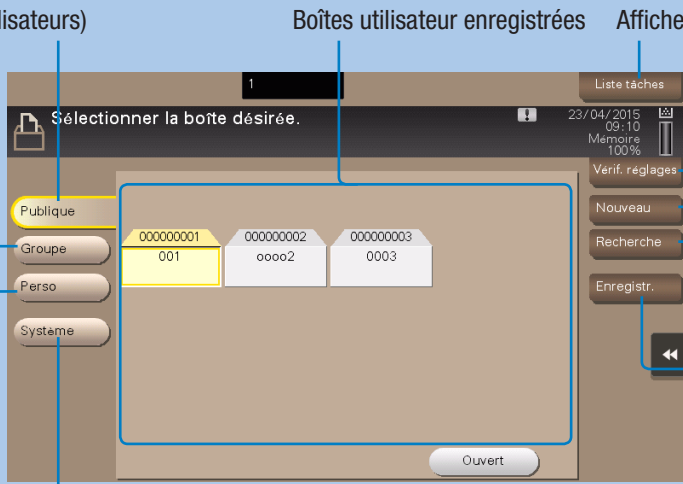 lisateurs)
Boîtes utilisateur enregistrées
Affiche
1
Liste tâches
Sélectionner la boîte désirée.
23/04/2015
09:10
Mémoire
100%
Vérif. réglages
Publique
Nouveau
000000001
000000002
000000003
Groupe
001
oooo2
0003
Recherche
Perso
Enregistr.
Système
Ouvert